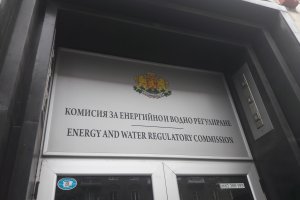 КОМИСИЯ ЗА ЕНЕРГИЙНО И ВОДНО РЕГУЛИРАНЕ
ENERGY AND WATER REGULATORY COMMISSION